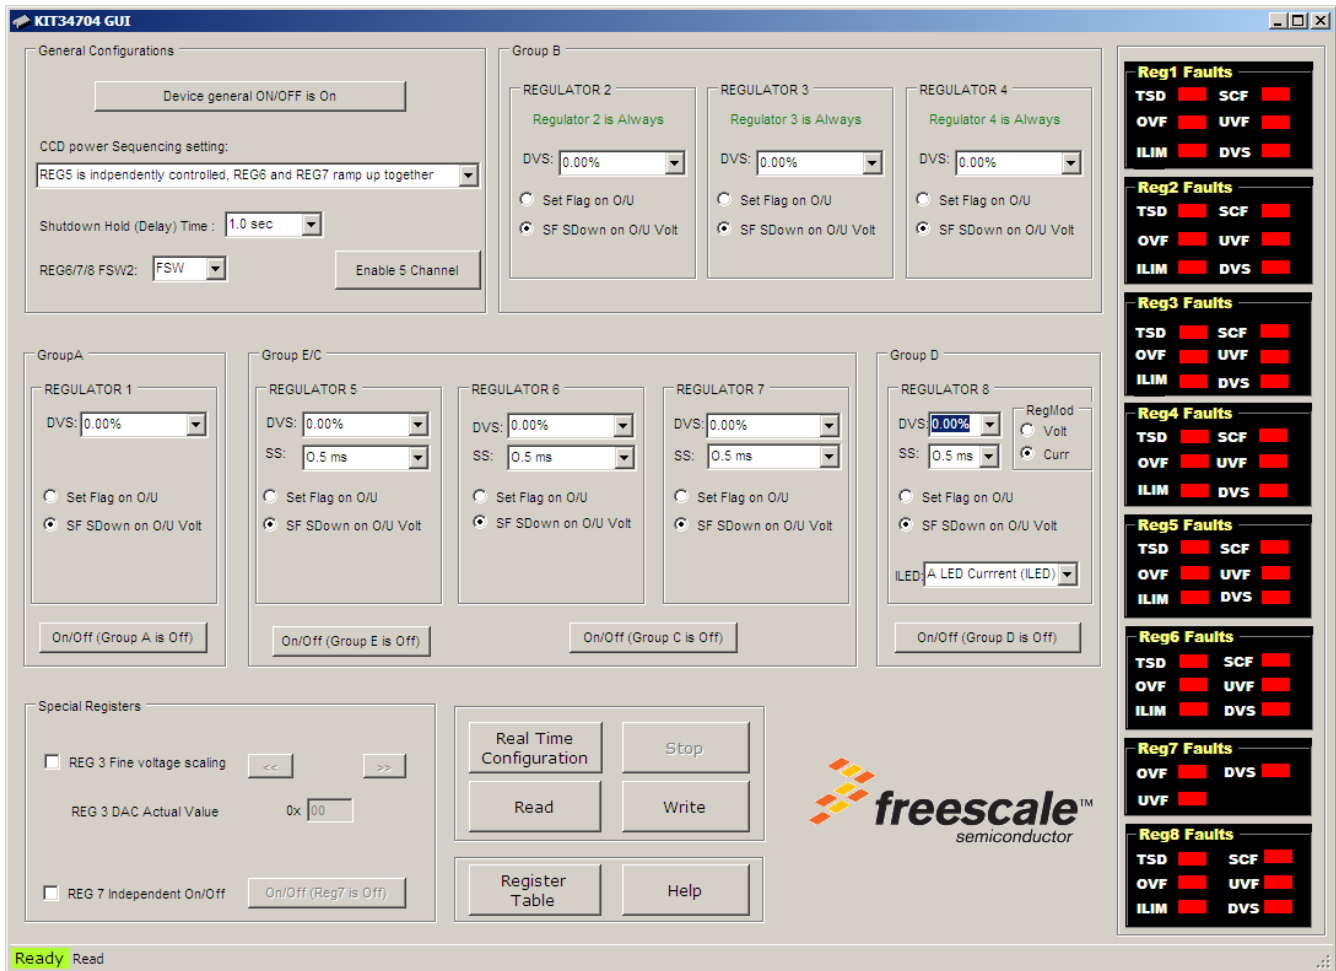 KIT34704 GUI
General Configurations
Device general ON/OFF is On
CCD power Sequencing setting:
REG5 is indpendently controlled, REG6 and REG7 ramp up together
Shutdown Hold (Delay) Time :
1.0 sec
REG6/7/8 FSW2:
FSW
Enable 5 Channel
Group B
REGULATOR 2
Regulator 2 is Always
DVS:
0.00%
Set Flag on O/U
SF SDown on O/U Volt
REGULATOR 3
Regulator 3 is Always
DVS:
0.00%
Set Flag on O/U
SF SDown on O/U Volt
REGULATOR 4
Regulator 4 is Always
DVS:
0.00%
Set Flag on O/U
SF SDown on O/U Volt
GroupA
REGULATOR 1
DVS:
0.00%
Set Flag on O/U
SF SDown on O/U Volt
On/Off (Group A is Off)
Group E/C
REGULATOR 5
DVS:
0.00%
SS:
0.5 ms
Set Flag on O/U
SF SDown on O/U Volt
On/Off (Group E is Off)
REGULATOR 6
DVS:
0.00%
SS:
0.5 ms
Set Flag on O/U
SF SDown on O/U Volt
REGULATOR 7
DVS:
0.00%
SS:
0.5 ms
Set Flag on O/U
SF SDown on O/U Volt
On/Off (Group C is Off)
Group D
REGULATOR 8
DVS:
0.00%
SS:
0.5 ms
RegMod
Volt
Curr
Set Flag on O/U
SF SDown on O/U Volt
ILED:
A LED Currrent (ILED)
On/Off (Group D is Off)
Special Registers
REG 3 Fine voltage scaling
<<
>>
REG 3 DAC Actual Value
0x
00
REG 7 Independent On/Off
On/Off (Reg7 is Off)
Real Time
Configuration
Stop
Read
Write
Register
Table
Help
freescale™
semiconductor
Reg1 Faults
TSD SCF
OVF UVF
ILIM DVS
Reg2 Faults
TSD SCF
OVF UVF
ILIM DVS
Reg3 Faults
TSD SCF
OVF UVF
ILIM DVS
Reg4 Faults
TSD SCF
OVF UVF
ILIM DVS
Reg5 Faults
TSD SCF
OVF UVF
ILIM DVS
Reg6 Faults
TSD SCF
OVF UVF
ILIM DVS
Reg7 Faults
OVF DVS
UVF
Reg8 Faults
TSD SCF
OVF UVF
ILIM DVS
Ready Read